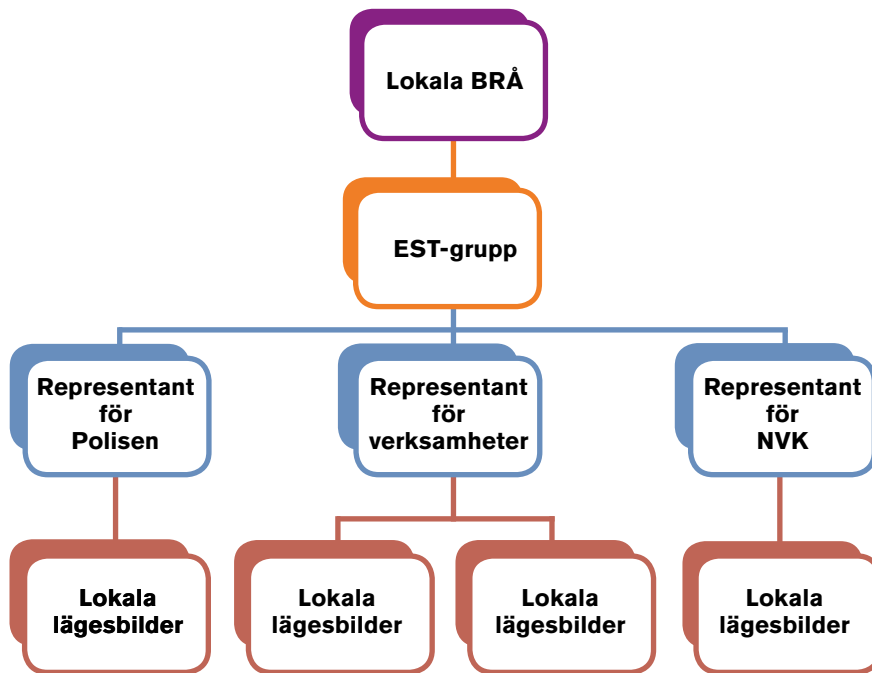 Lokala BRÅ
EST-grupp
Representant
för
Polisen
Representant
för
verksamheter
Representant
för
NVK
Lokala
lägesbilder
Lokala
lägesbilder
Lokala
lägesbilder
Lokala
lägesbilder